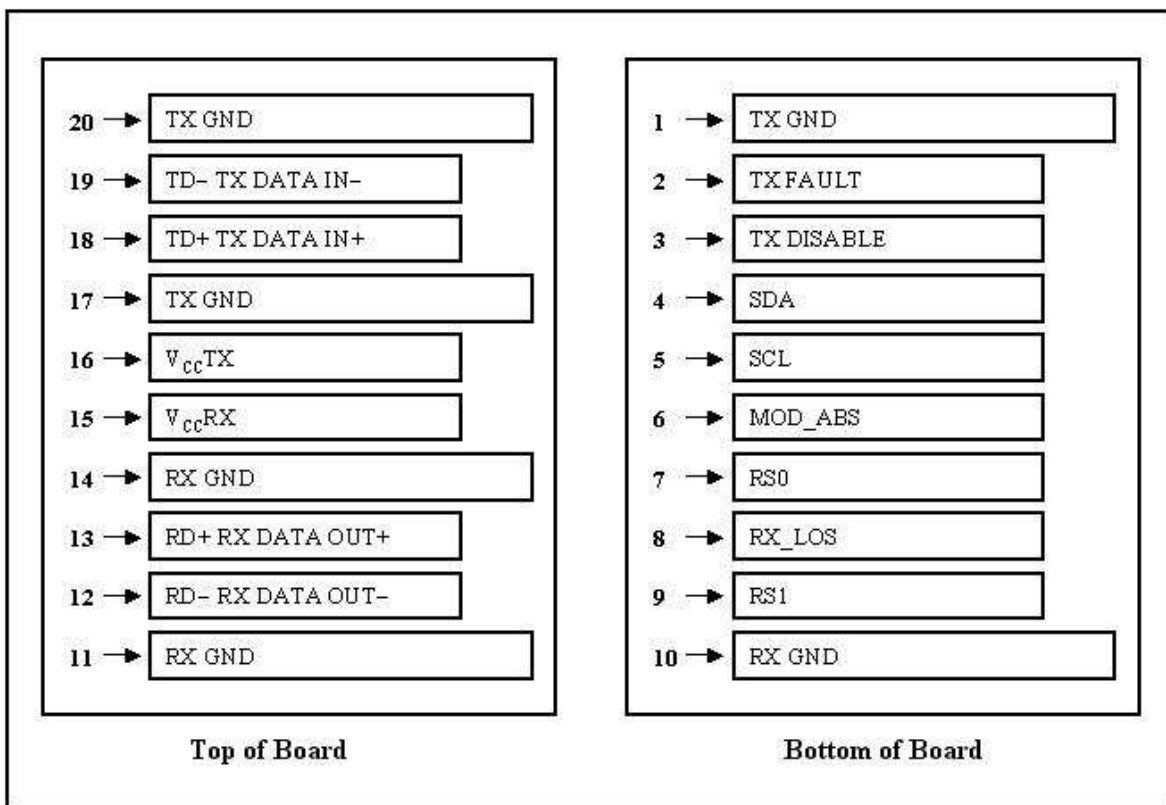 20 TX GND
19 TD− TX DATA IN−
18 TD+ TX DATA IN+
17 TX GND
16 VCCTX
15 VCCRX
14 RX GND
13 RD+ RX DATA OUT+
12 RD− RX DATA OUT−
11 RX GND
Top of Board
1 TX GND
2 TX FAULT
3 TX DISABLE
4 SDA
5 SCL
6 MOD_ABS
7 RS0
8 RX_LOS
9 RS1
10 RX GND
Bottom of Board